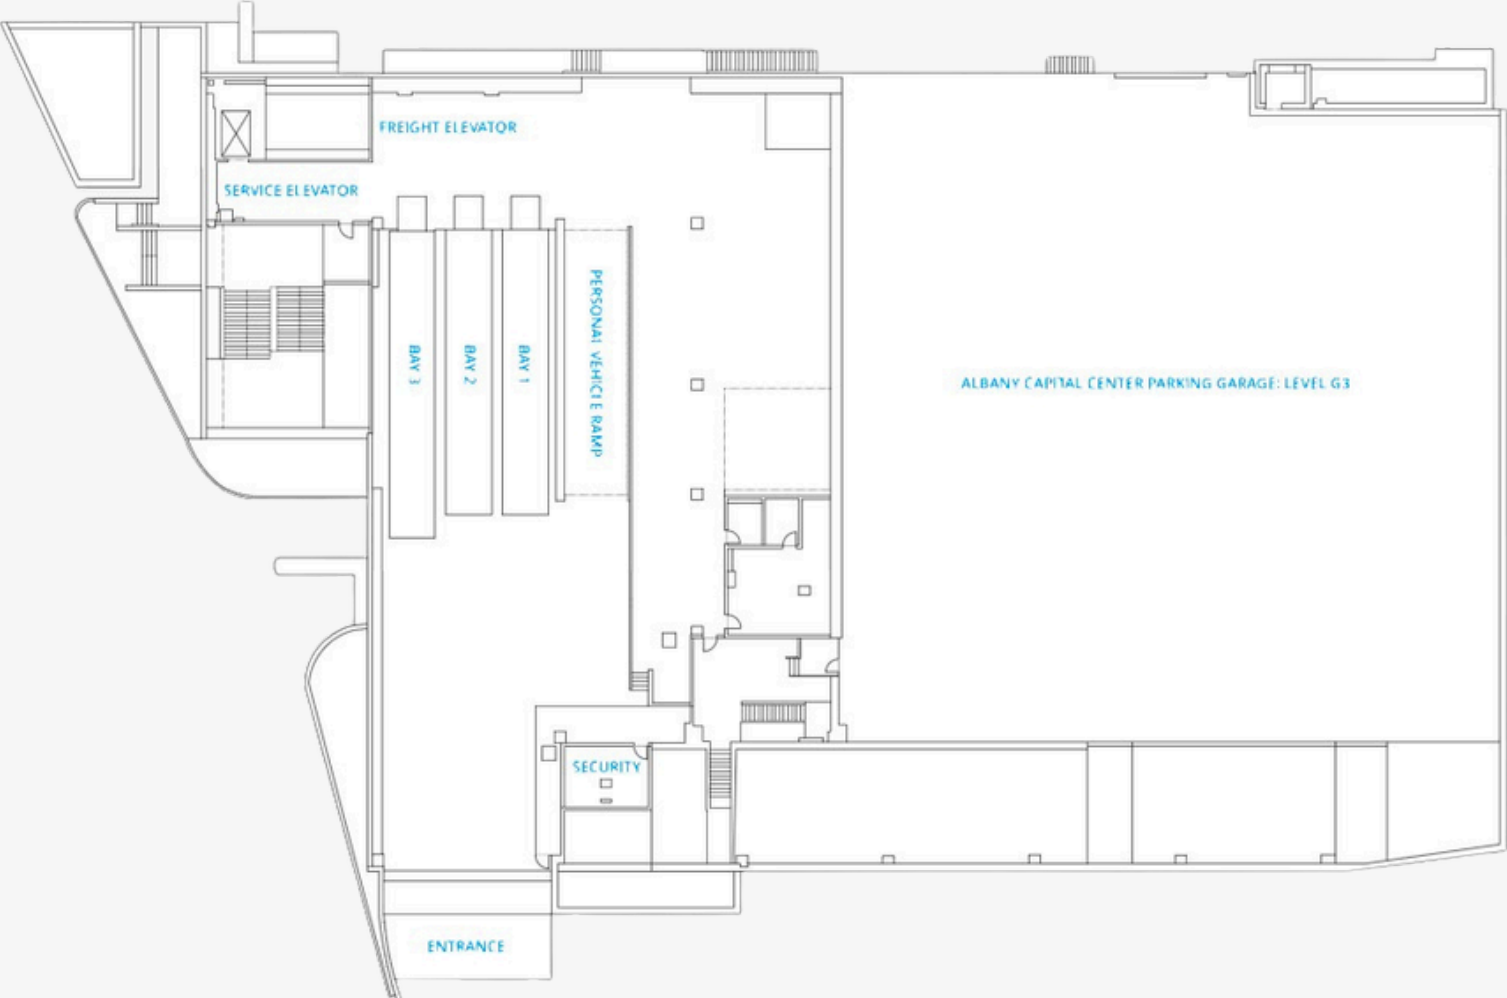 FREIGHT ELEVATOR
SERVICE ELEVATOR
BAY 3
BAY 2
BAY 1
PERSONAL VEHICLE RAMP
ALBANY CAPITAL CENTER PARKING GARAGE: LEVEL G3
SECURITY
ENTRANCE